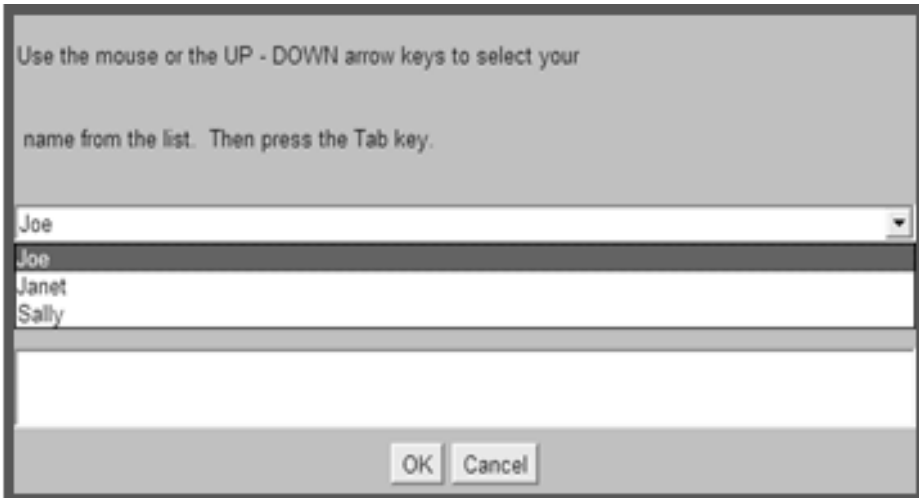 Use the mouse or the UP - DOWN arrow keys to select your
name from the list.  Then press the Tab key.
Joe
Joe
Janet
Sally
OK Cancel